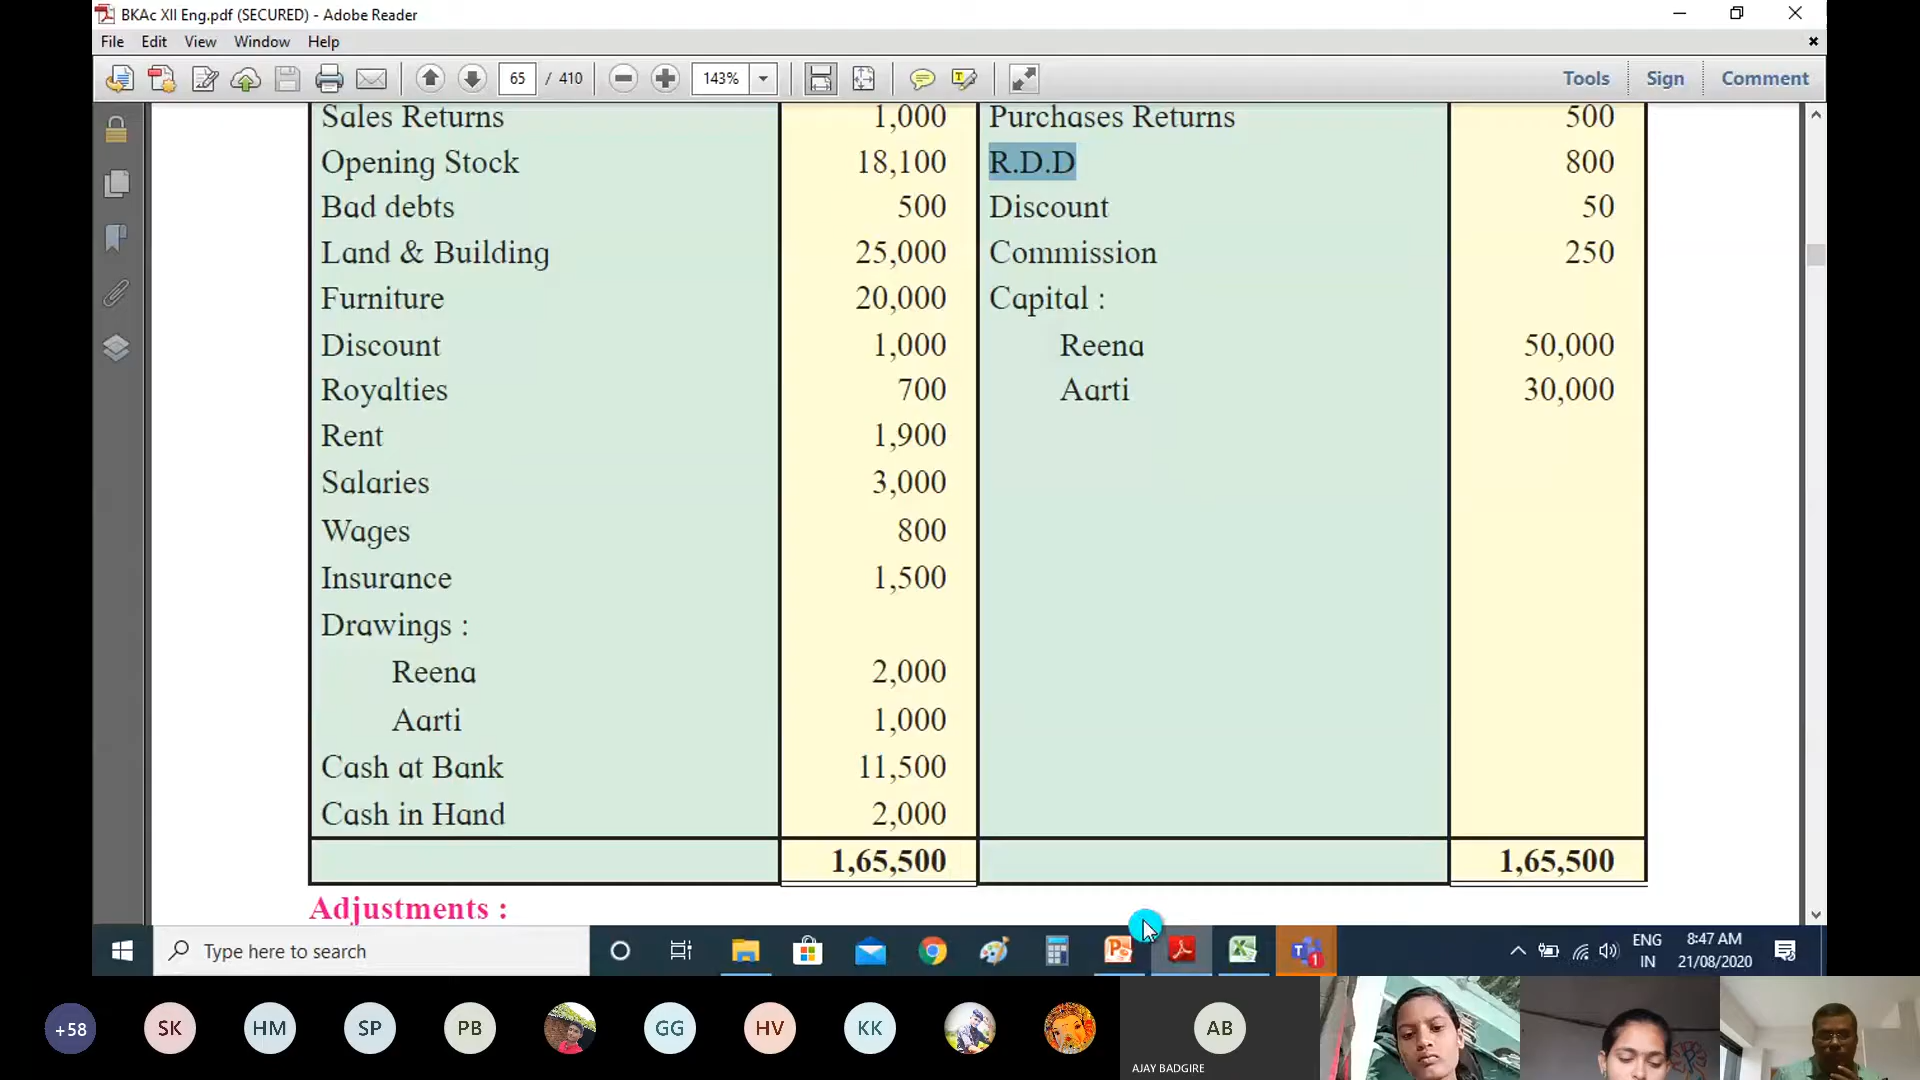 BKAc XII Eng.pdf (SECURED) - Adobe Reader
File Edit View Window Help
65 / 410 143% Tools Sign Comment
Sales Returns 1,000 Purchases Returns 500
Opening Stock 18,100 R.D.D 800
Bad debts 500 Discount 50
Land & Building 25,000 Commission 250
Furniture 20,000 Capital :
Discount 1,000 Reena 50,000
Royalties 700 Aarti 30,000
Rent 1,900
Salaries 3,000
Wages 800
Insurance 1,500
Drawings :
Reena 2,000
Aarti 1,000
Cash at Bank 11,500
Cash in Hand 2,000
1,65,500 1,65,500
Adjustments :
Type here to search ENG 8:47 AM
IN 21/08/2020
+58 SK HM SP PB GG HV KK AB
AJAY BADGIRE